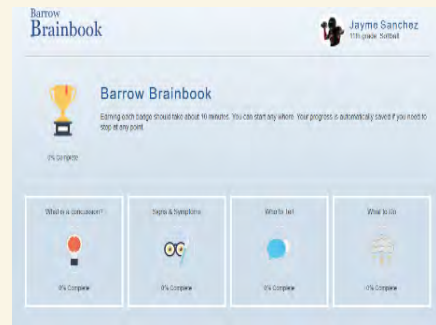 Barrow
Brainbook
Jayme Sanchez
11th grade Softball
Barrow Brainbook
Earning each badge should take about 10 minutes. You can start any where. Your progress is automatically saved if you need to
stop at any point.
0% Complete
What is a concussion?
Signs & Symptoms
Who to Tell
What to Do
0% Complete
0% Complete
0% Complete
0% Complete